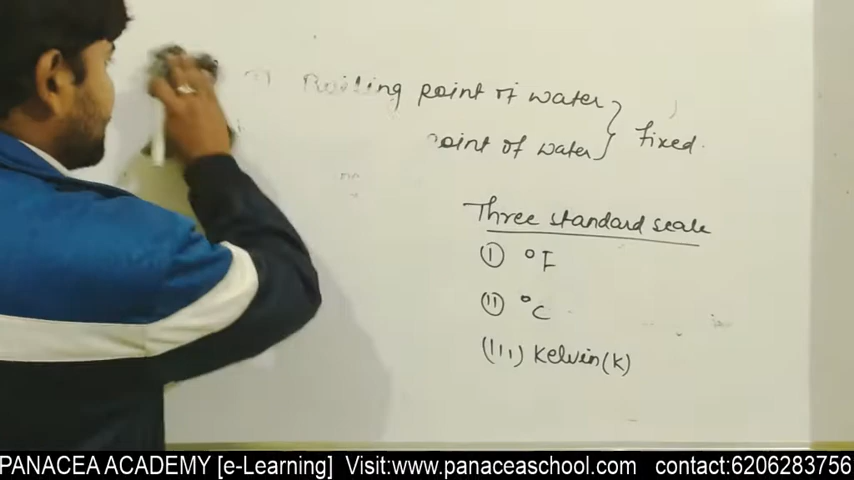 Boiling point of water
point of water
fixed.
Three standard scale
(I) °F
(II) °C
(III) Kelvin(K)
PANACEA ACADEMY [e-Learning] Visit:www.panaceaschool.com contact:6206283756